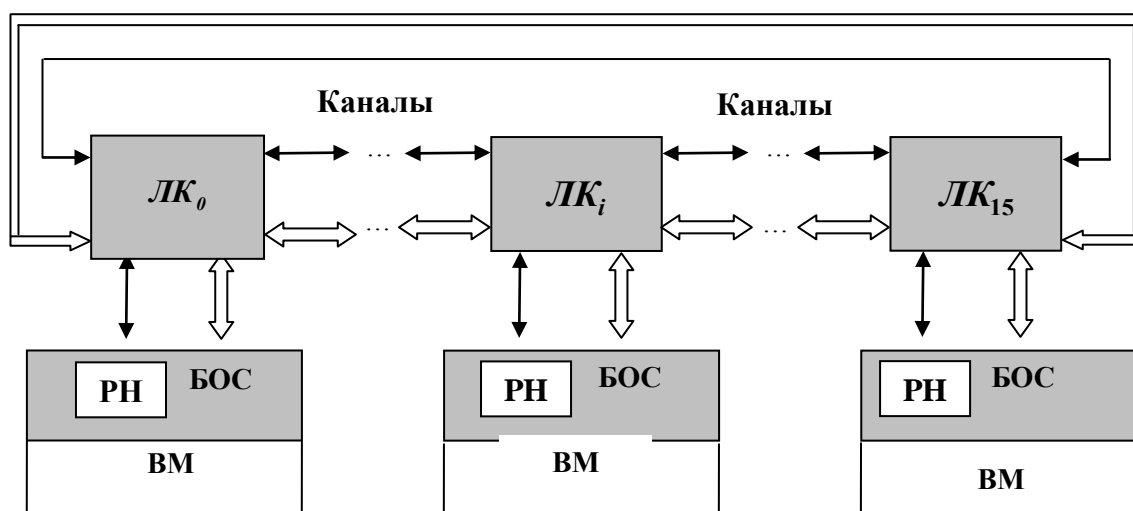 Каналы Каналы
... ...
ЛК₀ ЛКᵢ ЛК₁₅
... ...
РН БОС РН БОС РН БОС
ВМ ВМ ВМ